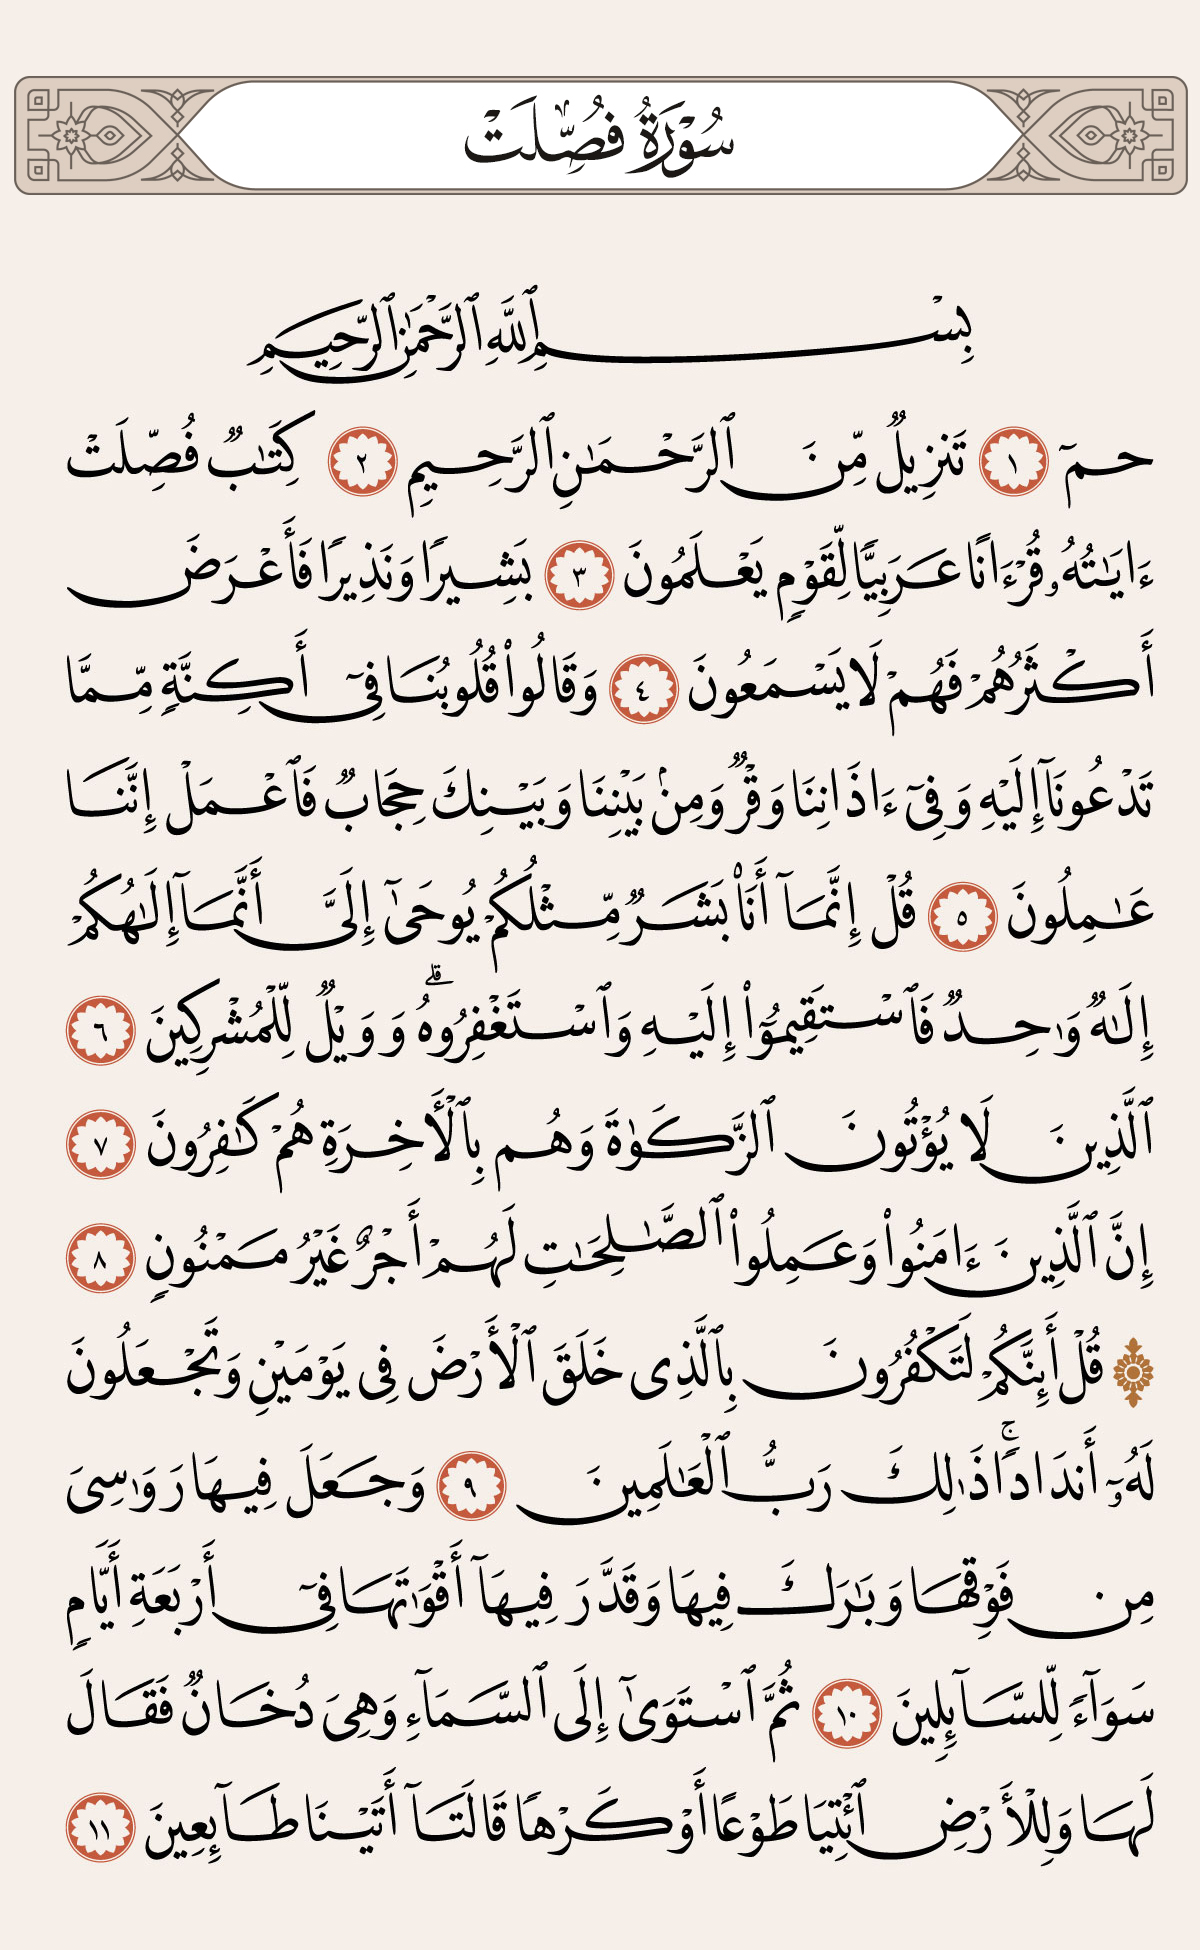 سُوْرَةُ فُصِّلَتْ
بِسْمِ ٱللَّهِ ٱلرَّحْمَٰنِ ٱلرَّحِيمِ
حمٓ ١ تَنزِيلٌ مِّنَ ٱلرَّحْمَٰنِ ٱلرَّحِيمِ ٢ كِتَٰبٌ فُصِّلَتْ
ءَايَٰتُهُۥ قُرْءَانًا عَرَبِيًّا لِّقَوْمٍ يَعْلَمُونَ ٣ بَشِيرًا وَنَذِيرًا فَأَعْرَضَ
أَكْثَرُهُمْ فَهُمْ لَا يَسْمَعُونَ ٤ وَقَالُوا۟ قُلُوبُنَا فِىٓ أَكِنَّةٍ مِّمَّا
تَدْعُونَآ إِلَيْهِ وَفِىٓ ءَاذَانِنَا وَقْرٌ وَمِنۢ بَيْنِنَا وَبَيْنِكَ حِجَابٌ فَٱعْمَلْ إِنَّنَا
عَٰمِلُونَ ٥ قُلْ إِنَّمَآ أَنَا۠ بَشَرٌ مِّثْلُكُمْ يُوحَىٰٓ إِلَىَّ أَنَّمَآ إِلَٰهُكُمْ
إِلَٰهٌ وَٰحِدٌ فَٱسْتَقِيمُوٓا۟ إِلَيْهِ وَٱسْتَغْفِرُوهُ ۗ وَوَيْلٌ لِّلْمُشْرِكِينَ ٦
ٱلَّذِينَ لَا يُؤْتُونَ ٱلزَّكَوٰةَ وَهُم بِٱلْأَخِرَةِ هُمْ كَٰفِرُونَ ٧
إِنَّ ٱلَّذِينَ ءَامَنُوا۟ وَعَمِلُوا۟ ٱلصَّٰلِحَٰتِ لَهُمْ أَجْرٌ غَيْرُ مَمْنُونٍ ٨
۞ قُلْ أَئِنَّكُمْ لَتَكْفُرُونَ بِٱلَّذِى خَلَقَ ٱلْأَرْضَ فِى يَوْمَيْنِ وَتَجْعَلُونَ
لَهُۥٓ أَندَادًا ۚ ذَٰلِكَ رَبُّ ٱلْعَٰلَمِينَ ٩ وَجَعَلَ فِيهَا رَوَٰسِىَ
مِن فَوْقِهَا وَبَٰرَكَ فِيهَا وَقَدَّرَ فِيهَآ أَقْوَٰتَهَا فِىٓ أَرْبَعَةِ أَيَّامٍ
سَوَآءً لِّلسَّآئِلِينَ ١٠ ثُمَّ ٱسْتَوَىٰٓ إِلَى ٱلسَّمَآءِ وَهِىَ دُخَانٌ فَقَالَ
لَهَا وَلِلْأَرْضِ ٱئْتِيَا طَوْعًا أَوْ كَرْهًا قَالَتَآ أَتَيْنَا طَآئِعِينَ ١١